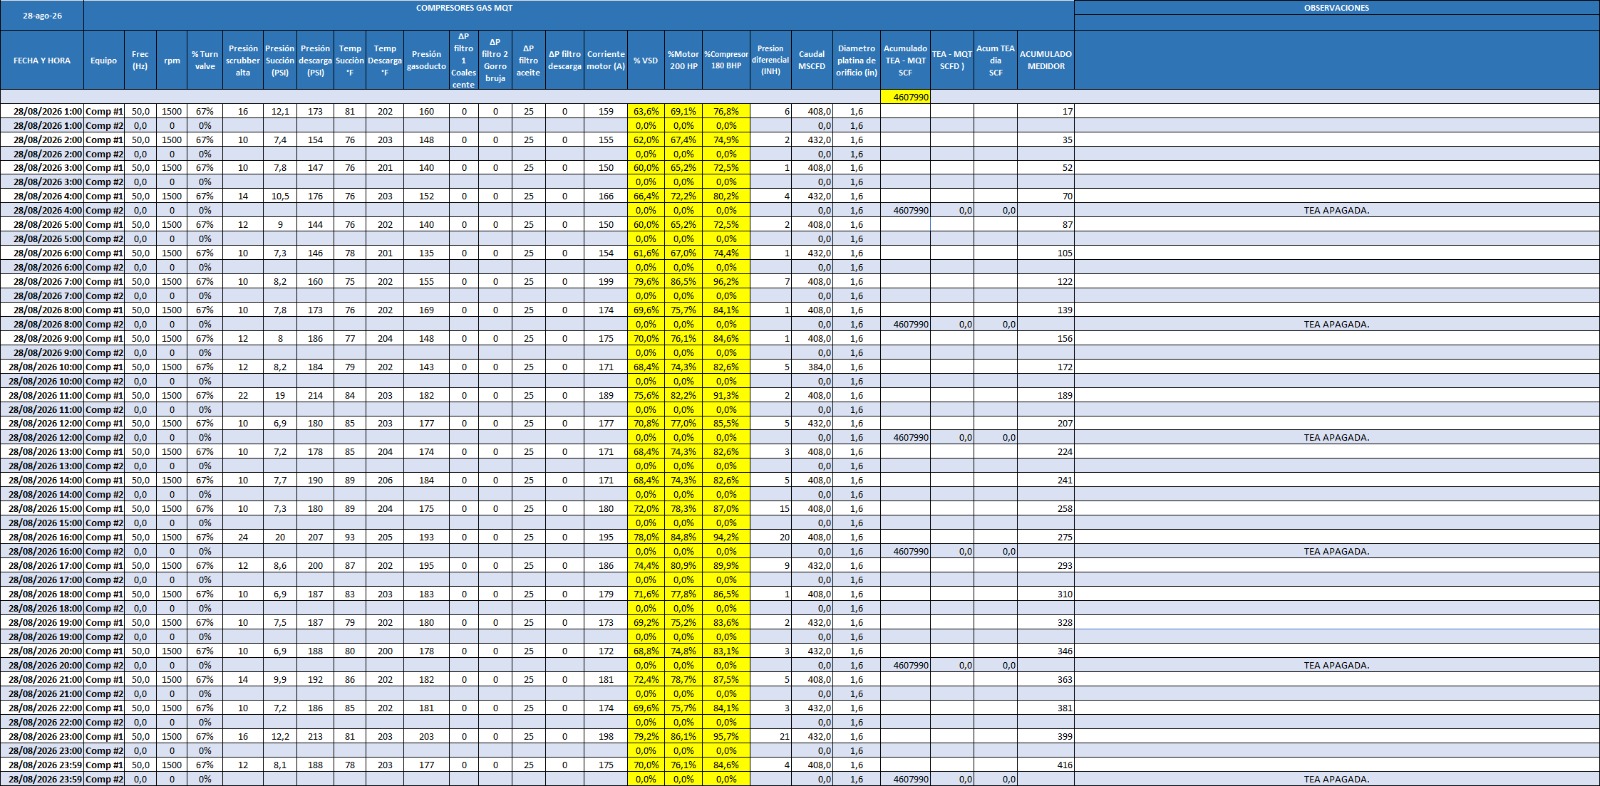 28-ago-26 COMPRESORES GAS MQT OBSERVACIONES
FECHA Y HORA Equipo Frec (Hz) rpm % Turn valve Presión scrubber alta Presión Succión (PSI) Presión descarga (PSI) Temp Succión °F Temp Descarga °F Presión gasoducto ΔP filtro 1 Coales cente ΔP filtro 2 Gorro bruja ΔP filtro aceite ΔP filtro descarga Corriente motor (A) % VSD %Motor 200 HP %Compresor 180 BHP Presion diferencial (INH) Caudal MSCFD Diametro platina de orificio (in) Acumulado TEA - MQT SCF TEA - MQT SCFD ) Acum TEA dia SCF ACUMULADO MEDIDOR
4607990
28/08/2026 1:00 Comp #1 50,0 1500 67% 16 12,1 173 81 202 160 0 0 25 0 159 63,6% 69,1% 76,8% 6 408,0 1,6 17
28/08/2026 1:00 Comp #2 0,0 0 0% 0,0% 0,0% 0,0% 0,0 1,6
28/08/2026 2:00 Comp #1 50,0 1500 67% 10 7,4 154 76 203 148 0 0 25 0 155 62,0% 67,4% 74,9% 2 432,0 1,6 35
28/08/2026 2:00 Comp #2 0,0 0 0% 0,0% 0,0% 0,0% 0,0 1,6
28/08/2026 3:00 Comp #1 50,0 1500 67% 10 7,8 147 76 201 140 0 0 25 0 150 60,0% 65,2% 72,5% 1 408,0 1,6 52
28/08/2026 3:00 Comp #2 0,0 0 0% 0,0% 0,0% 0,0% 0,0 1,6
28/08/2026 4:00 Comp #1 50,0 1500 67% 14 10,5 176 76 203 152 0 0 25 0 166 66,4% 72,2% 80,2% 4 432,0 1,6 70
28/08/2026 4:00 Comp #2 0,0 0 0% 0,0% 0,0% 0,0% 0,0 1,6 4607990 0,0 0,0 TEA APAGADA.
28/08/2026 5:00 Comp #1 50,0 1500 67% 12 9 144 76 202 140 0 0 25 0 150 60,0% 65,2% 72,5% 2 408,0 1,6 87
28/08/2026 5:00 Comp #2 0,0 0 0% 0,0% 0,0% 0,0% 0,0 1,6
28/08/2026 6:00 Comp #1 50,0 1500 67% 10 7,3 146 78 201 135 0 0 25 0 154 61,6% 67,0% 74,4% 1 432,0 1,6 105
28/08/2026 6:00 Comp #2 0,0 0 0% 0,0% 0,0% 0,0% 0,0 1,6
28/08/2026 7:00 Comp #1 50,0 1500 67% 10 8,2 160 75 202 155 0 0 25 0 199 79,6% 86,5% 96,2% 7 408,0 1,6 122
28/08/2026 7:00 Comp #2 0,0 0 0% 0,0% 0,0% 0,0% 0,0 1,6
28/08/2026 8:00 Comp #1 50,0 1500 67% 10 7,8 173 76 202 169 0 0 25 0 174 69,6% 75,7% 84,1% 1 408,0 1,6 139
28/08/2026 8:00 Comp #2 0,0 0 0% 0,0% 0,0% 0,0% 0,0 1,6 4607990 0,0 0,0 TEA APAGADA.
28/08/2026 9:00 Comp #1 50,0 1500 67% 12 8 186 77 204 148 0 0 25 0 175 70,0% 76,1% 84,6% 1 408,0 1,6 156
28/08/2026 9:00 Comp #2 0,0 0 0% 0,0% 0,0% 0,0% 0,0 1,6
28/08/2026 10:00 Comp #1 50,0 1500 67% 12 8,2 184 79 202 143 0 0 25 0 171 68,4% 74,3% 82,6% 5 384,0 1,6 172
28/08/2026 10:00 Comp #2 0,0 0 0% 0,0% 0,0% 0,0% 0,0 1,6
28/08/2026 11:00 Comp #1 50,0 1500 67% 22 19 214 84 203 182 0 0 25 0 189 75,6% 82,2% 91,3% 2 408,0 1,6 189
28/08/2026 11:00 Comp #2 0,0 0 0% 0,0% 0,0% 0,0% 0,0 1,6
28/08/2026 12:00 Comp #1 50,0 1500 67% 10 6,9 180 85 203 177 0 0 25 0 177 70,8% 77,0% 85,5% 5 432,0 1,6 207
28/08/2026 12:00 Comp #2 0,0 0 0% 0,0% 0,0% 0,0% 0,0 1,6 4607990 0,0 0,0 TEA APAGADA.
28/08/2026 13:00 Comp #1 50,0 1500 67% 10 7,2 178 85 204 174 0 0 25 0 171 68,4% 74,3% 82,6% 3 408,0 1,6 224
28/08/2026 13:00 Comp #2 0,0 0 0% 0,0% 0,0% 0,0% 0,0 1,6
28/08/2026 14:00 Comp #1 50,0 1500 67% 10 7,7 190 89 206 184 0 0 25 0 171 68,4% 74,3% 82,6% 5 408,0 1,6 241
28/08/2026 14:00 Comp #2 0,0 0 0% 0,0% 0,0% 0,0% 0,0 1,6
28/08/2026 15:00 Comp #1 50,0 1500 67% 10 7,3 180 89 204 175 0 0 25 0 180 72,0% 78,3% 87,0% 15 408,0 1,6 258
28/08/2026 15:00 Comp #2 0,0 0 0% 0,0% 0,0% 0,0% 0,0 1,6
28/08/2026 16:00 Comp #1 50,0 1500 67% 24 20 207 93 205 193 0 0 25 0 195 78,0% 84,8% 94,2% 20 408,0 1,6 275
28/08/2026 16:00 Comp #2 0,0 0 0% 0,0% 0,0% 0,0% 0,0 1,6 4607990 0,0 0,0 TEA APAGADA.
28/08/2026 17:00 Comp #1 50,0 1500 67% 12 8,6 200 87 202 195 0 0 25 0 186 74,4% 80,9% 89,9% 9 432,0 1,6 293
28/08/2026 17:00 Comp #2 0,0 0 0% 0,0% 0,0% 0,0% 0,0 1,6
28/08/2026 18:00 Comp #1 50,0 1500 67% 10 6,9 187 83 203 183 0 0 25 0 179 71,6% 77,8% 86,5% 1 408,0 1,6 310
28/08/2026 18:00 Comp #2 0,0 0 0% 0,0% 0,0% 0,0% 0,0 1,6
28/08/2026 19:00 Comp #1 50,0 1500 67% 10 7,5 187 79 202 180 0 0 25 0 173 69,2% 75,2% 83,6% 2 432,0 1,6 328
28/08/2026 19:00 Comp #2 0,0 0 0% 0,0% 0,0% 0,0% 0,0 1,6
28/08/2026 20:00 Comp #1 50,0 1500 67% 10 6,9 188 80 200 178 0 0 25 0 172 68,8% 74,8% 83,1% 3 432,0 1,6 346
28/08/2026 20:00 Comp #2 0,0 0 0% 0,0% 0,0% 0,0% 0,0 1,6 4607990 0,0 0,0 TEA APAGADA.
28/08/2026 21:00 Comp #1 50,0 1500 67% 14 9,9 192 86 202 182 0 0 25 0 181 72,4% 78,7% 87,5% 5 408,0 1,6 363
28/08/2026 21:00 Comp #2 0,0 0 0% 0,0% 0,0% 0,0% 0,0 1,6
28/08/2026 22:00 Comp #1 50,0 1500 67% 10 7,2 186 85 202 181 0 0 25 0 174 69,6% 75,7% 84,1% 3 432,0 1,6 381
28/08/2026 22:00 Comp #2 0,0 0 0% 0,0% 0,0% 0,0% 0,0 1,6
28/08/2026 23:00 Comp #1 50,0 1500 67% 16 12,2 213 81 203 203 0 0 25 0 198 79,2% 86,1% 95,7% 21 432,0 1,6 399
28/08/2026 23:00 Comp #2 0,0 0 0% 0,0% 0,0% 0,0% 0,0 1,6
28/08/2026 23:59 Comp #1 50,0 1500 67% 12 8,1 188 78 203 177 0 0 25 0 175 70,0% 76,1% 84,6% 4 408,0 1,6 416
28/08/2026 23:59 Comp #2 0,0 0 0% 0,0% 0,0% 0,0% 0,0 1,6 4607990 0,0 0,0 TEA APAGADA.